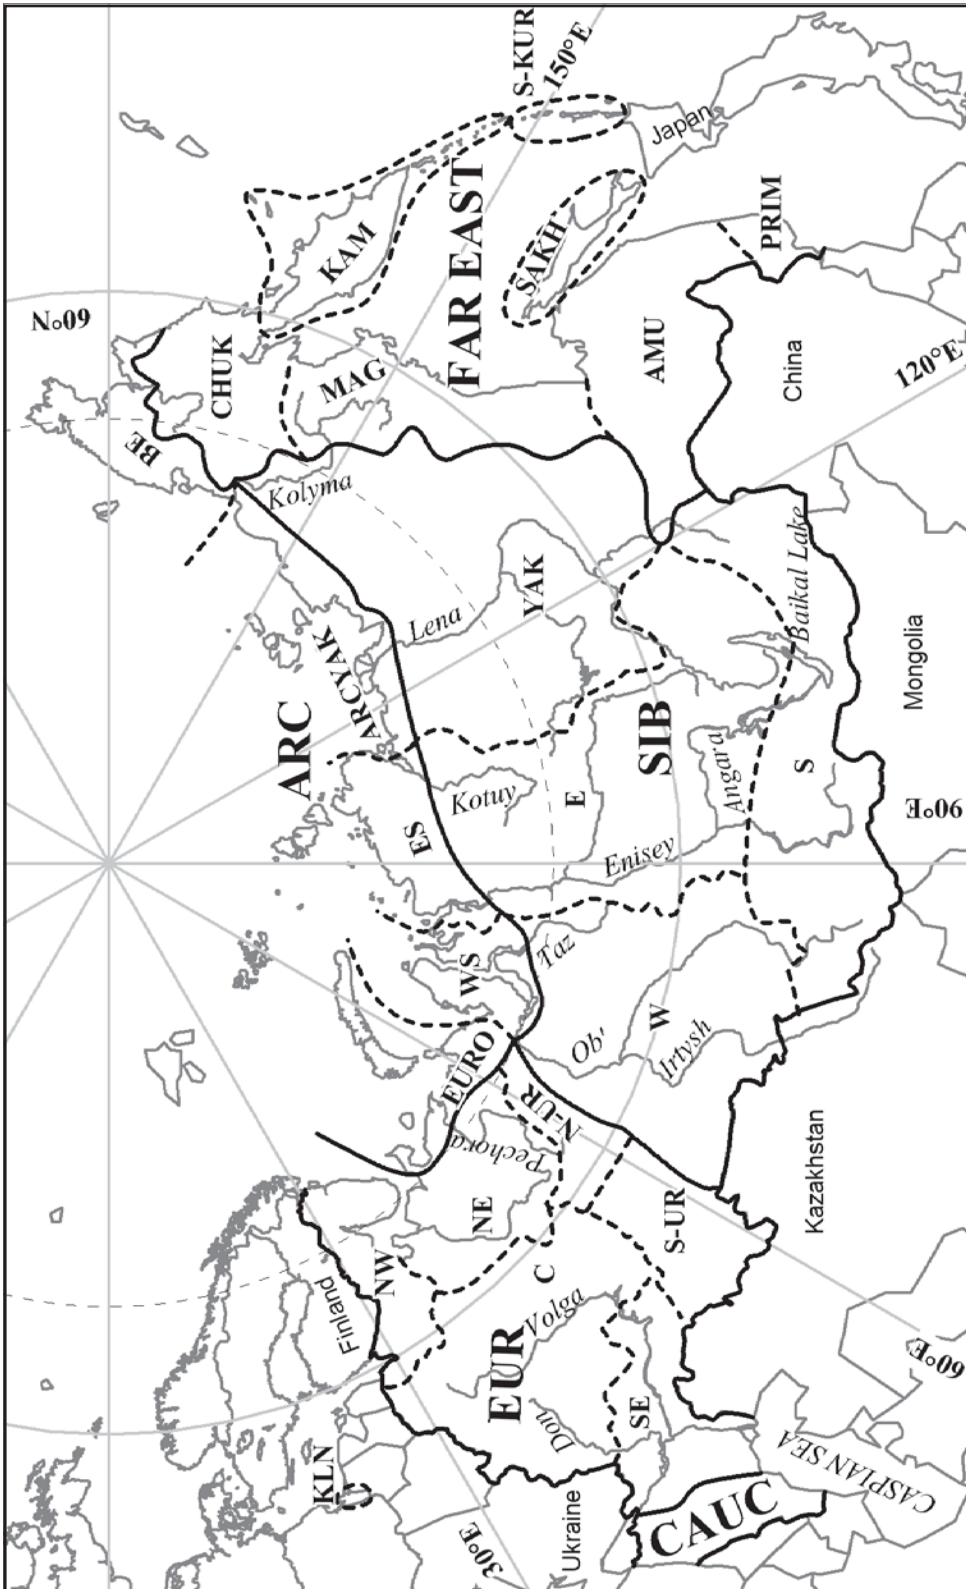 60°N
BE
CHUK
KAM
S-KUR
150°E
MAG
FAR EAST
SAKH
Japan
PRIM
AMU
China
120°E
Kolyma
ARC
ARCYAK
Lena
YAK
Baikal Lake
Mongolia
ES
Kotuy
E
SIB
Angara
S
Enisey
90°E
WS
Taz
EURO
Ob'
W
Irtysh
N-UR
Pechora
Kazakhstan
NE
S-UR
NW
C
Finland
Volga
EUR
Don
SE
60°E
KLN
CASPIAN SEA
CAUC
Ukraine
30°E